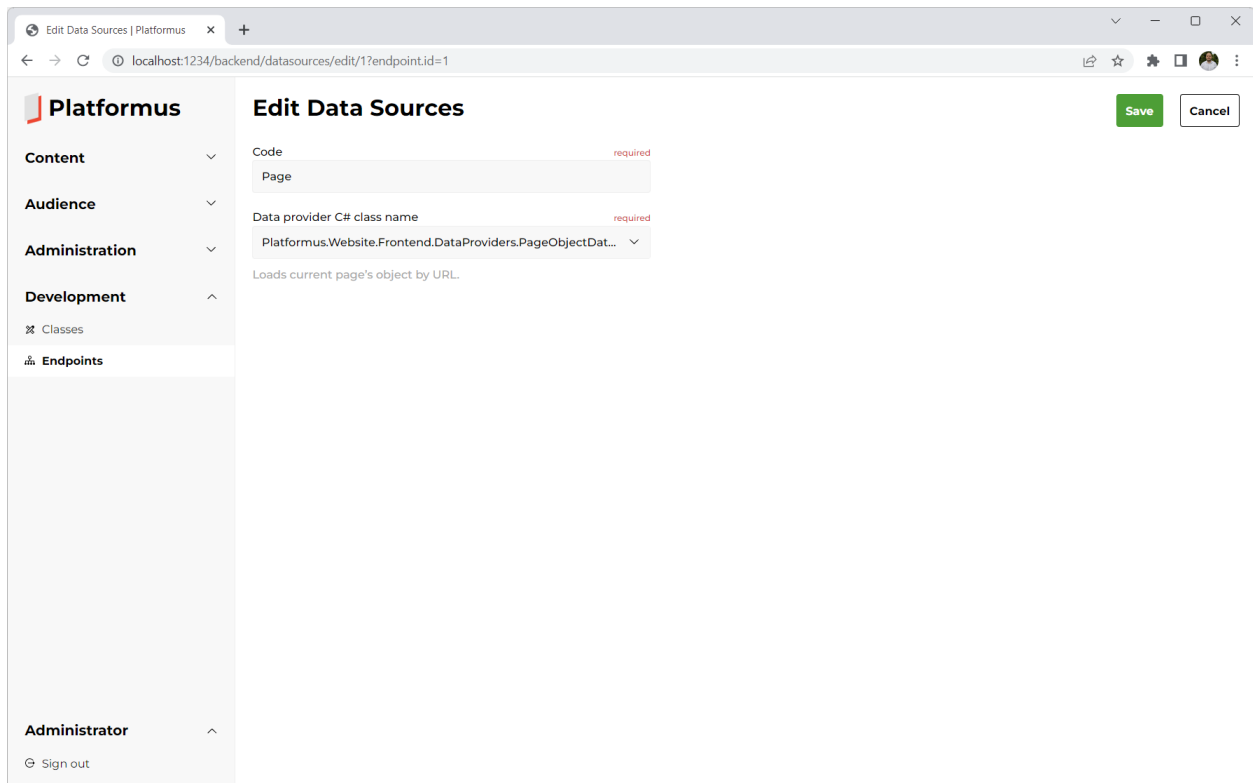 Edit Data Sources | Platformus
localhost:1234/backend/datasources/edit/1?endpoint.id=1
Platformus
Content
Audience
Administration
Development
Classes
Endpoints
Administrator
Sign out
Edit Data Sources
Save
Cancel
Code
required
Page
Data provider C# class name
required
Platformus.Website.Frontend.DataProviders.PageObjectDat...
Loads current page's object by URL.